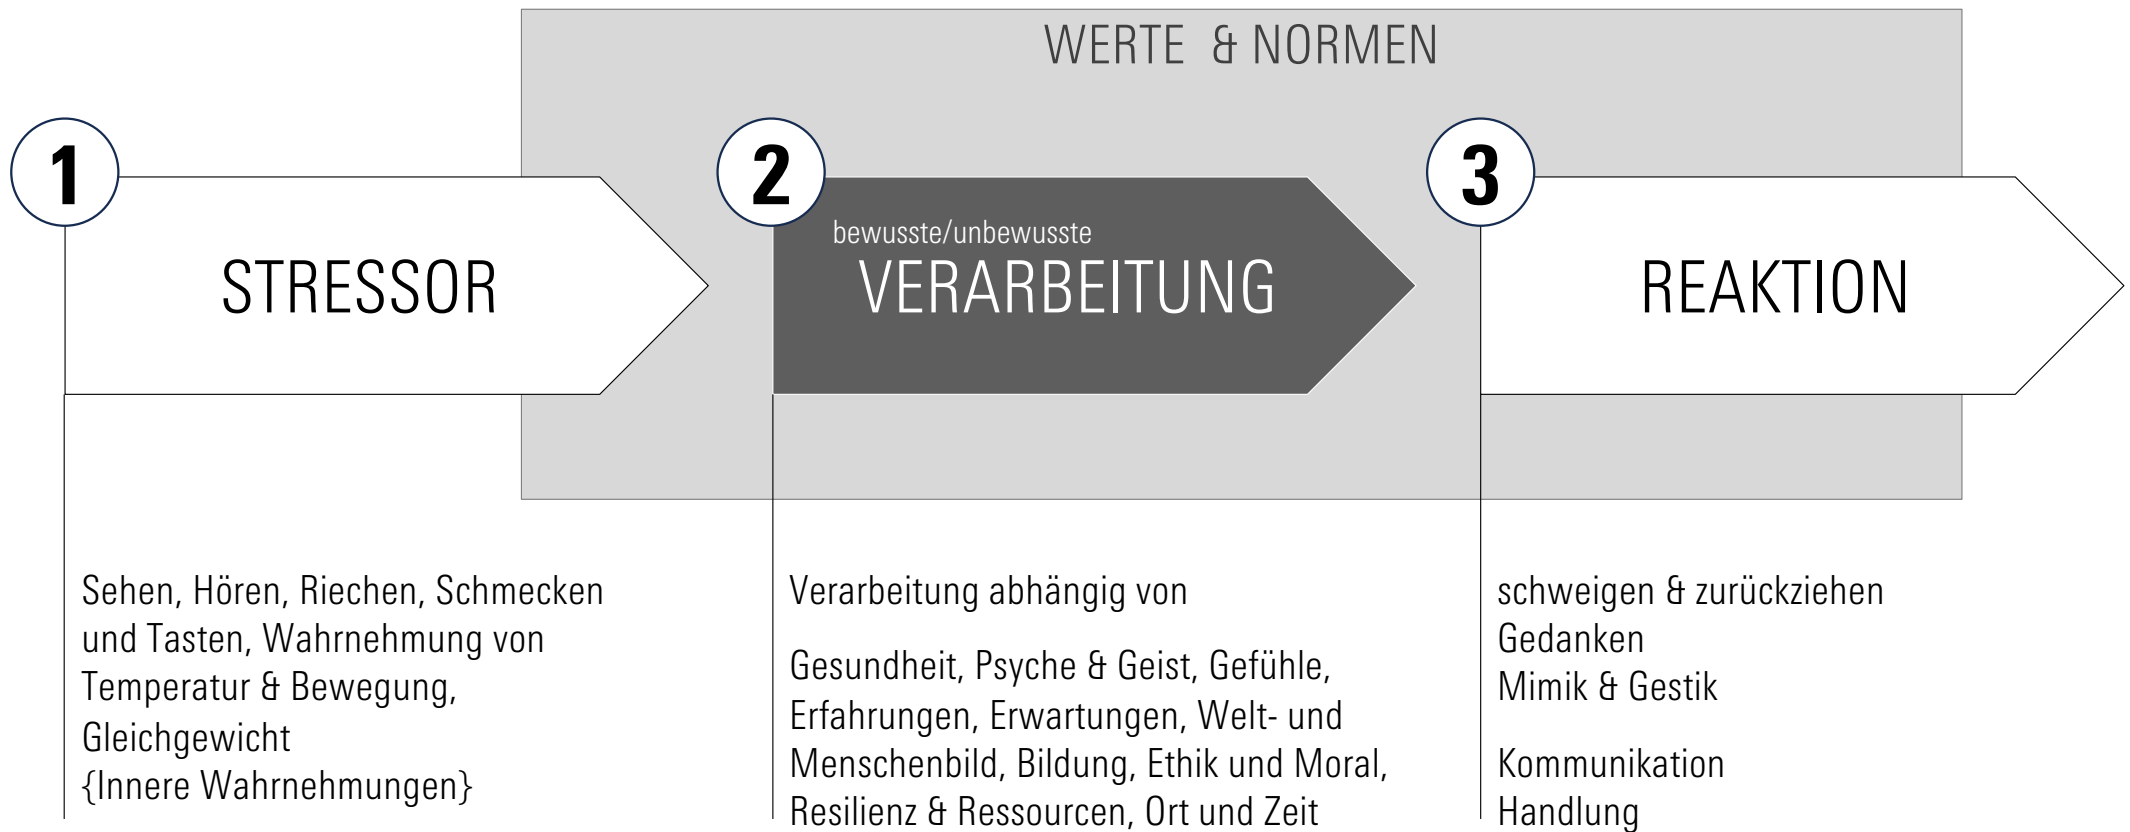 WERTE & NORMEN
1
STRESSOR
2
bewusste/unbewusste
VERARBEITUNG
3
REAKTION
Sehen, Hören, Riechen, Schmecken
und Tasten, Wahrnehmung von
Temperatur & Bewegung,
Gleichgewicht
{Innere Wahrnehmungen}
Verarbeitung abhängig von
Gesundheit, Psyche & Geist, Gefühle,
Erfahrungen, Erwartungen, Welt- und
Menschenbild, Bildung, Ethik und Moral,
Resilienz & Ressourcen, Ort und Zeit
schweigen & zurückziehen
Gedanken
Mimik & Gestik
Kommunikation
Handlung